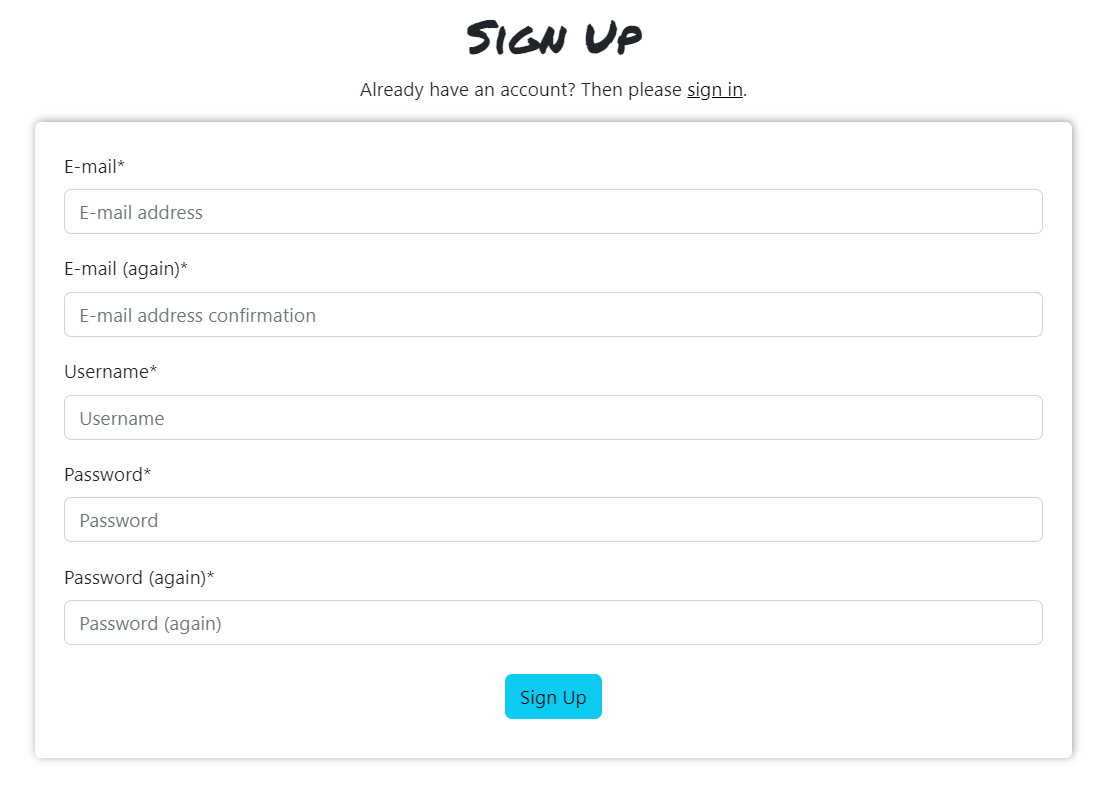 Sign Up
Already have an account? Then please sign in.
E-mail*
E-mail address
E-mail (again)*
E-mail address confirmation
Username*
Username
Password*
Password
Password (again)*
Password (again)
Sign Up